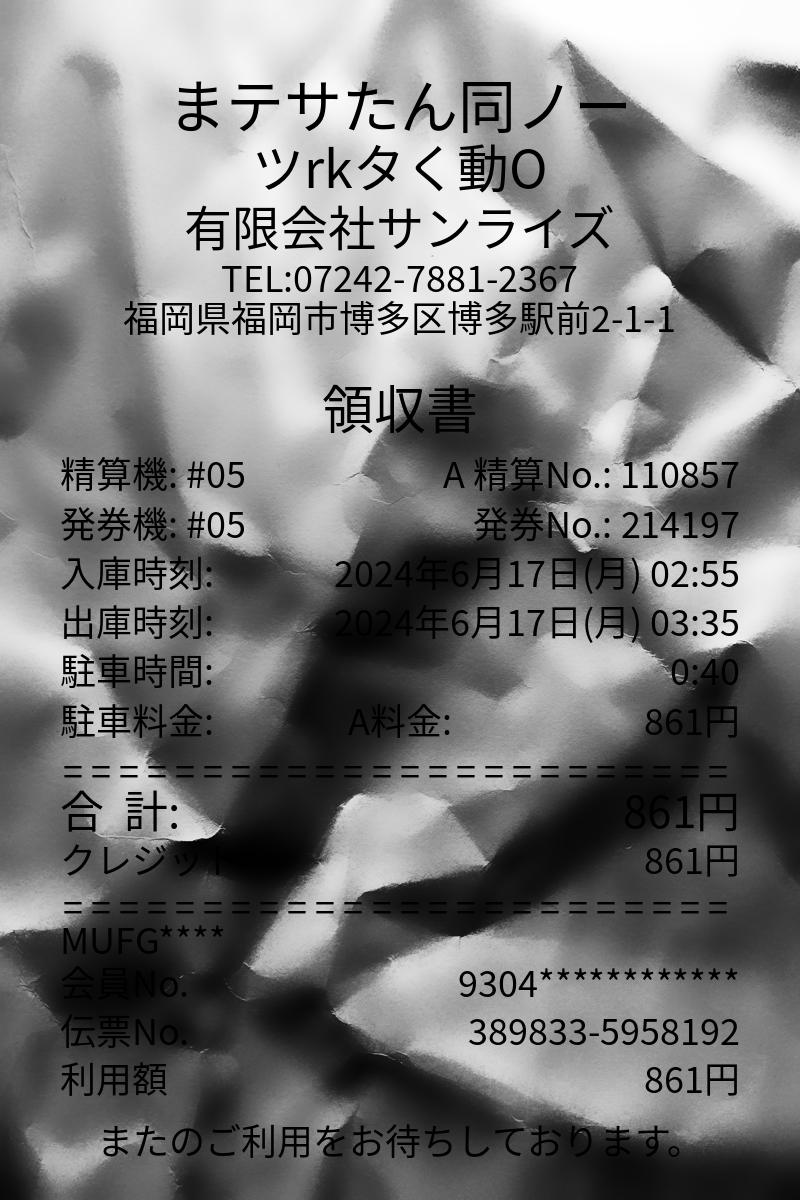 まテサたん同ノー
ツrkタく動O
有限会社サンライズ
TEL:07242-7881-2367
福岡県福岡市博多区博多駅前2-1-1
領収書
精算機: #05 A 精算No.: 110857
発券機: #05 発券No.: 214197
入庫時刻: 2024年6月17日(月) 02:55
出庫時刻: 2024年6月17日(月) 03:35
駐車時間: 0:40
駐車料金: A料金: 861円
========================
合 計: 861円
クレジット 861円
========================
MUFG****
会員No. 9304************
伝票No. 389833-5958192
利用額 861円
またのご利用をお待ちしております。